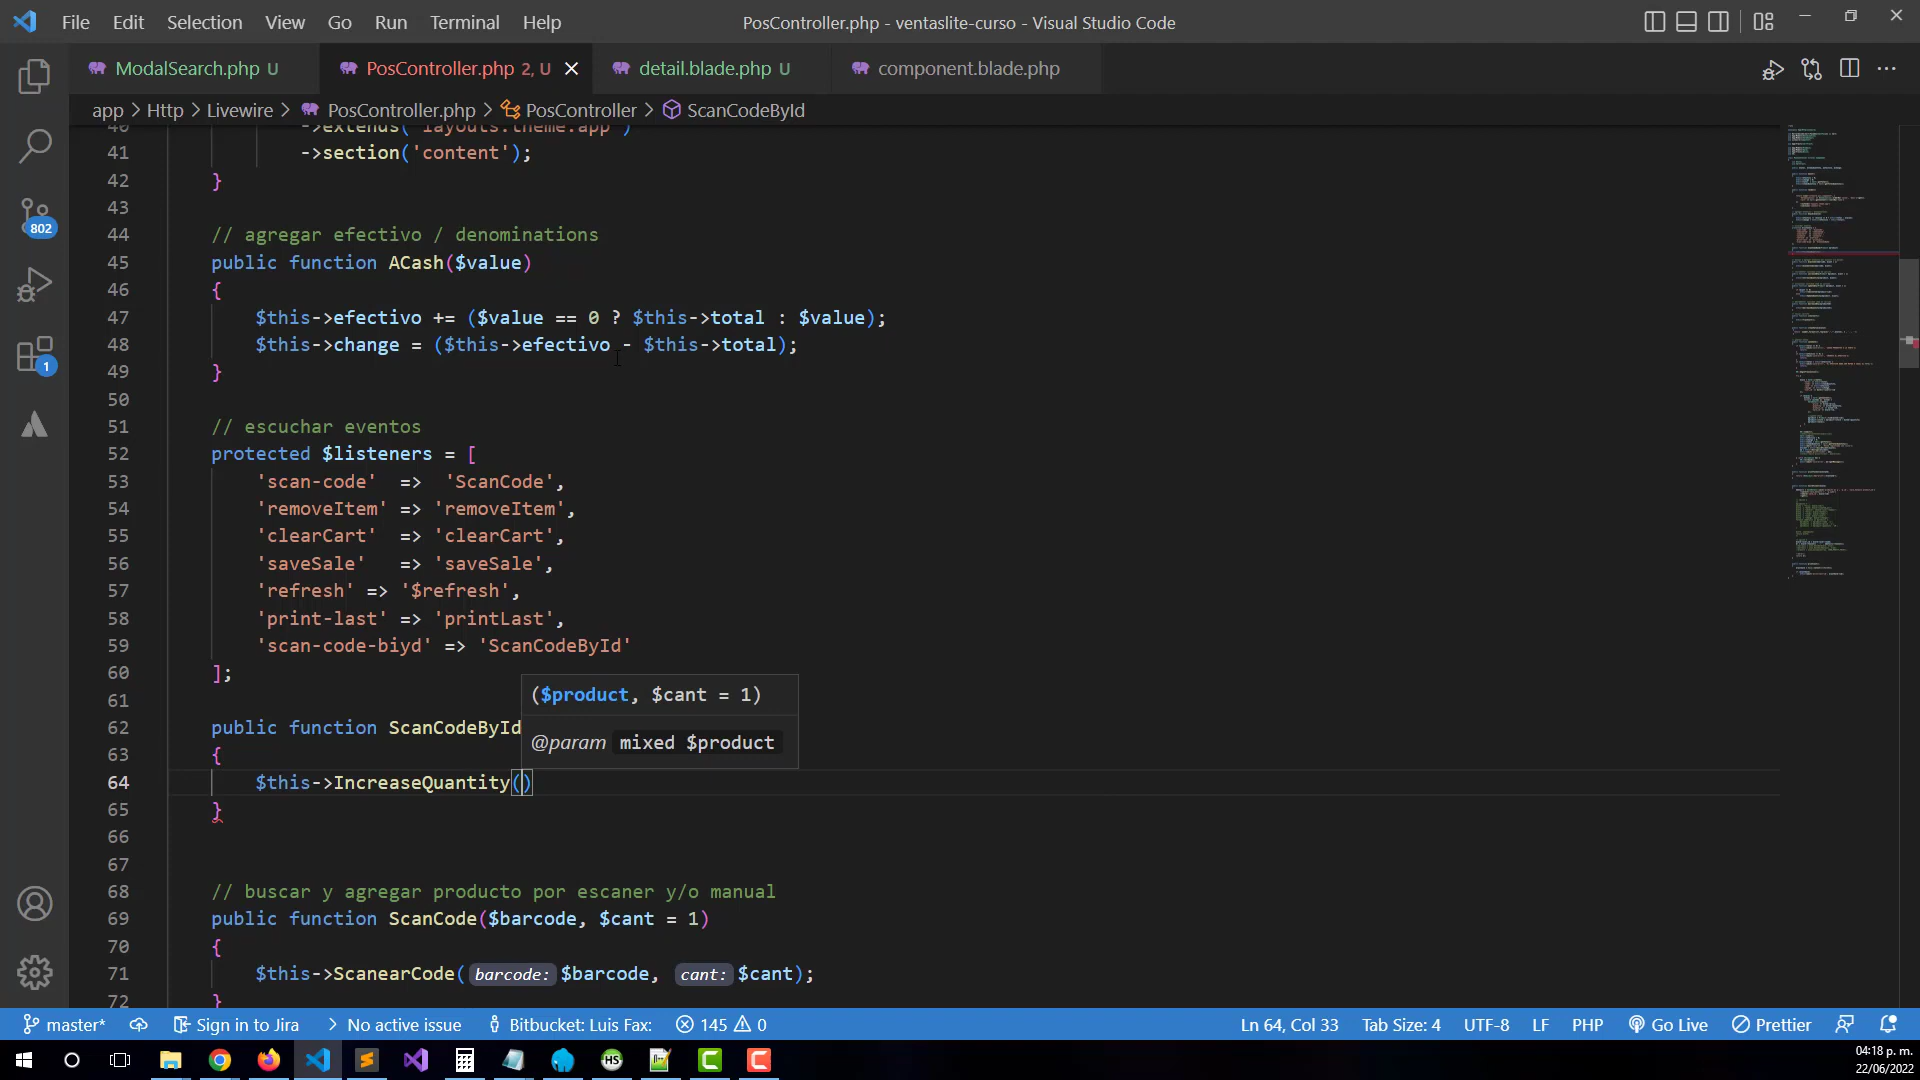 File Edit Selection View Go Run Terminal Help
PosController.php - ventaslite-curso - Visual Studio Code
ModalSearch.php U
PosController.php 2, U
detail.blade.php U
component.blade.php
app > Http > Livewire > PosController.php > PosController > ScanCodeById
40 ->extends('layouts.theme.app')
41 ->section('content');
42 }
43
44 // agregar efectivo / denominations
45 public function ACash($value)
46 {
47 $this->efectivo += ($value == 0 ? $this->total : $value);
48 $this->change = ($this->efectivo - $this->total);
49 }
50
51 // escuchar eventos
52 protected $listeners = [
53 'scan-code' => 'ScanCode',
54 'removeItem' => 'removeItem',
55 'clearCart' => 'clearCart',
56 'saveSale' => 'saveSale',
57 'refresh' => '$refresh',
58 'print-last' => 'printLast',
59 'scan-code-biyd' => 'ScanCodeById'
60 ];
61
($product, $cant = 1)
62 public function ScanCodeById
@param mixed $product
63 {
64 $this->IncreaseQuantity()
65 }
66
67
68 // buscar y agregar producto por escaner y/o manual
69 public function ScanCode($barcode, $cant = 1)
70 {
71 $this->ScanearCode(barcode: $barcode, cant: $cant);
72 }
802
1
master* Sign in to Jira No active issue Bitbucket: Luis Fax: 145 0
Ln 64, Col 33 Tab Size: 4 UTF-8 LF PHP Go Live Prettier
HS
C
C
04:18 p. m.
22/06/2022